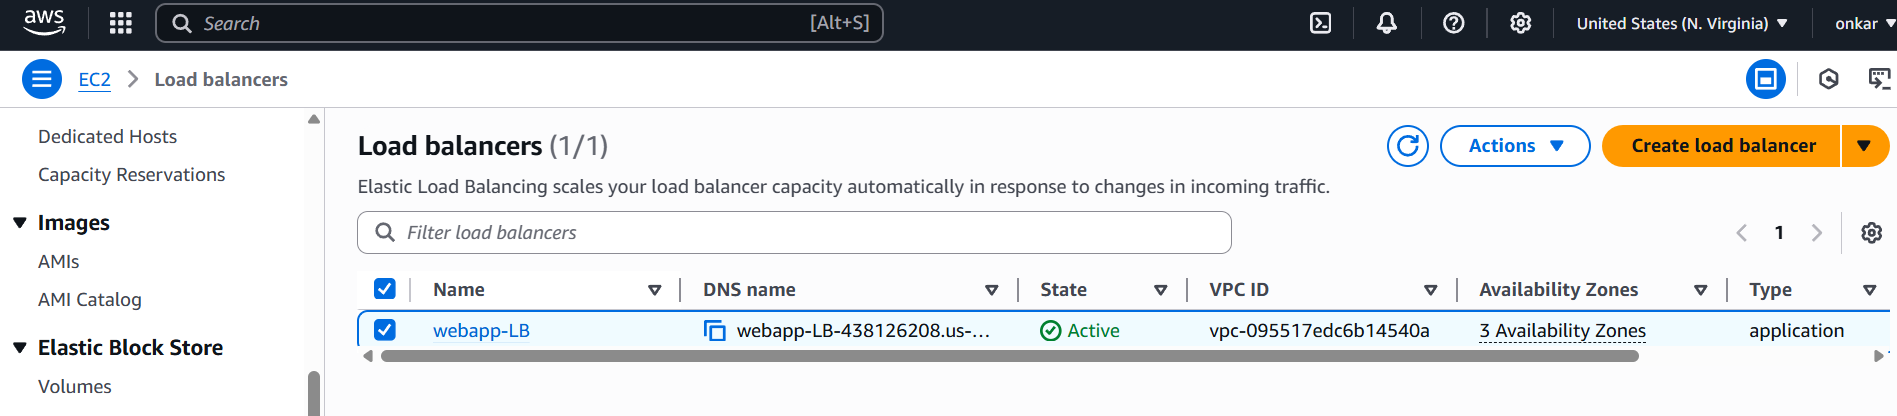 aws Search [Alt+S] United States (N. Virginia) onkar
EC2 Load balancers
Dedicated Hosts
Capacity Reservations
Images
AMIs
AMI Catalog
Elastic Block Store
Volumes
Load balancers (1/1) Actions Create load balancer
Elastic Load Balancing scales your load balancer capacity automatically in response to changes in incoming traffic.
Filter load balancers 1
Name DNS name State VPC ID Availability Zones Type
webapp-LB webapp-LB-438126208.us-... Active vpc-095517edc6b14540a 3 Availability Zones application